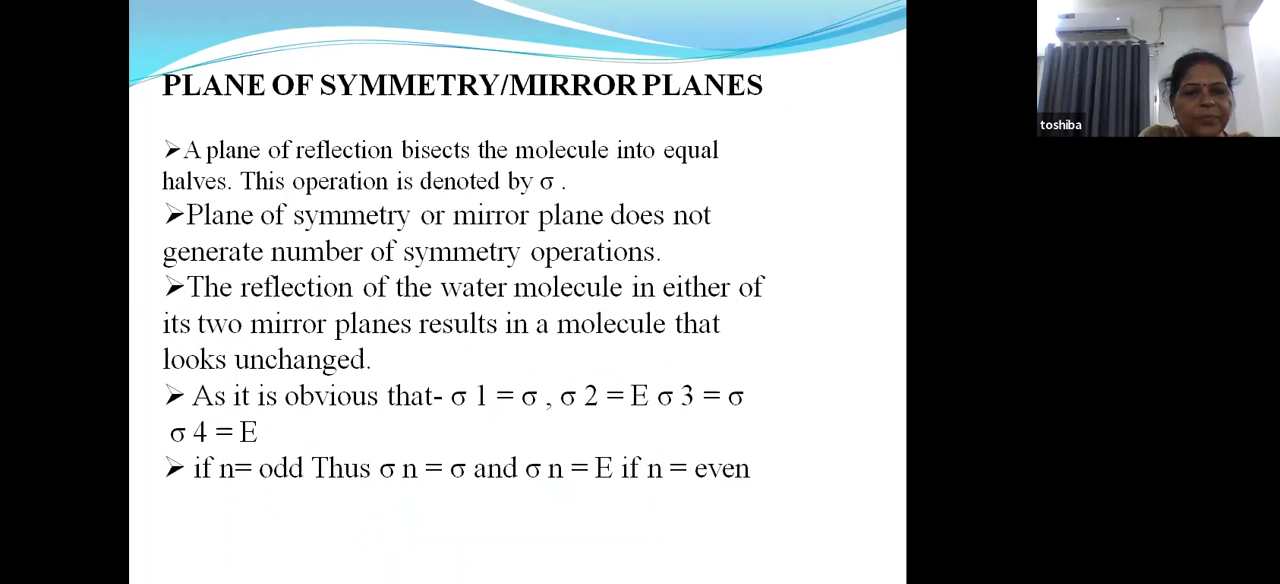 PLANE OF SYMMETRY/MIRROR PLANES
➢A plane of reflection bisects the molecule into equal
halves. This operation is denoted by σ .
➢Plane of symmetry or mirror plane does not
generate number of symmetry operations.
➢The reflection of the water molecule in either of
its two mirror planes results in a molecule that
looks unchanged.
➢ As it is obvious that- σ 1 = σ , σ 2 = E σ 3 = σ
σ 4 = E
➢ if n= odd Thus σ n = σ and σ n = E if n = even
toshiba